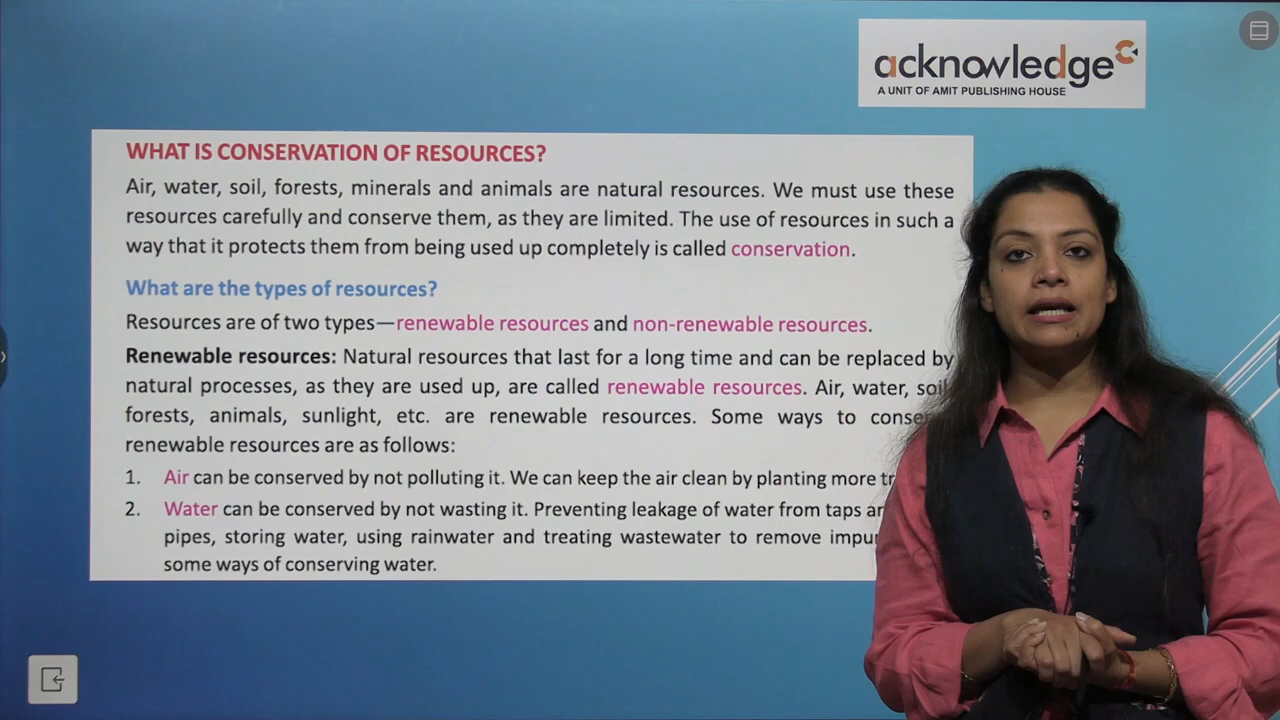 acknowledge
A UNIT OF AMIT PUBLISHING HOUSE
WHAT IS CONSERVATION OF RESOURCES?
Air, water, soil, forests, minerals and animals are natural resources. We must use these
resources carefully and conserve them, as they are limited. The use of resources in such a
way that it protects them from being used up completely is called conservation.
What are the types of resources?
Resources are of two types—renewable resources and non-renewable resources.
Renewable resources: Natural resources that last for a long time and can be replaced by
natural processes, as they are used up, are called renewable resources. Air, water, soil
forests, animals, sunlight, etc. are renewable resources. Some ways to
renewable resources are as follows:
1. Air can be conserved by not polluting it. We can keep the air clean by planting more
2. Water can be conserved by not wasting it. Preventing leakage of water from taps
pipes, storing water, using rainwater and treating wastewater to remove
some ways of conserving water.